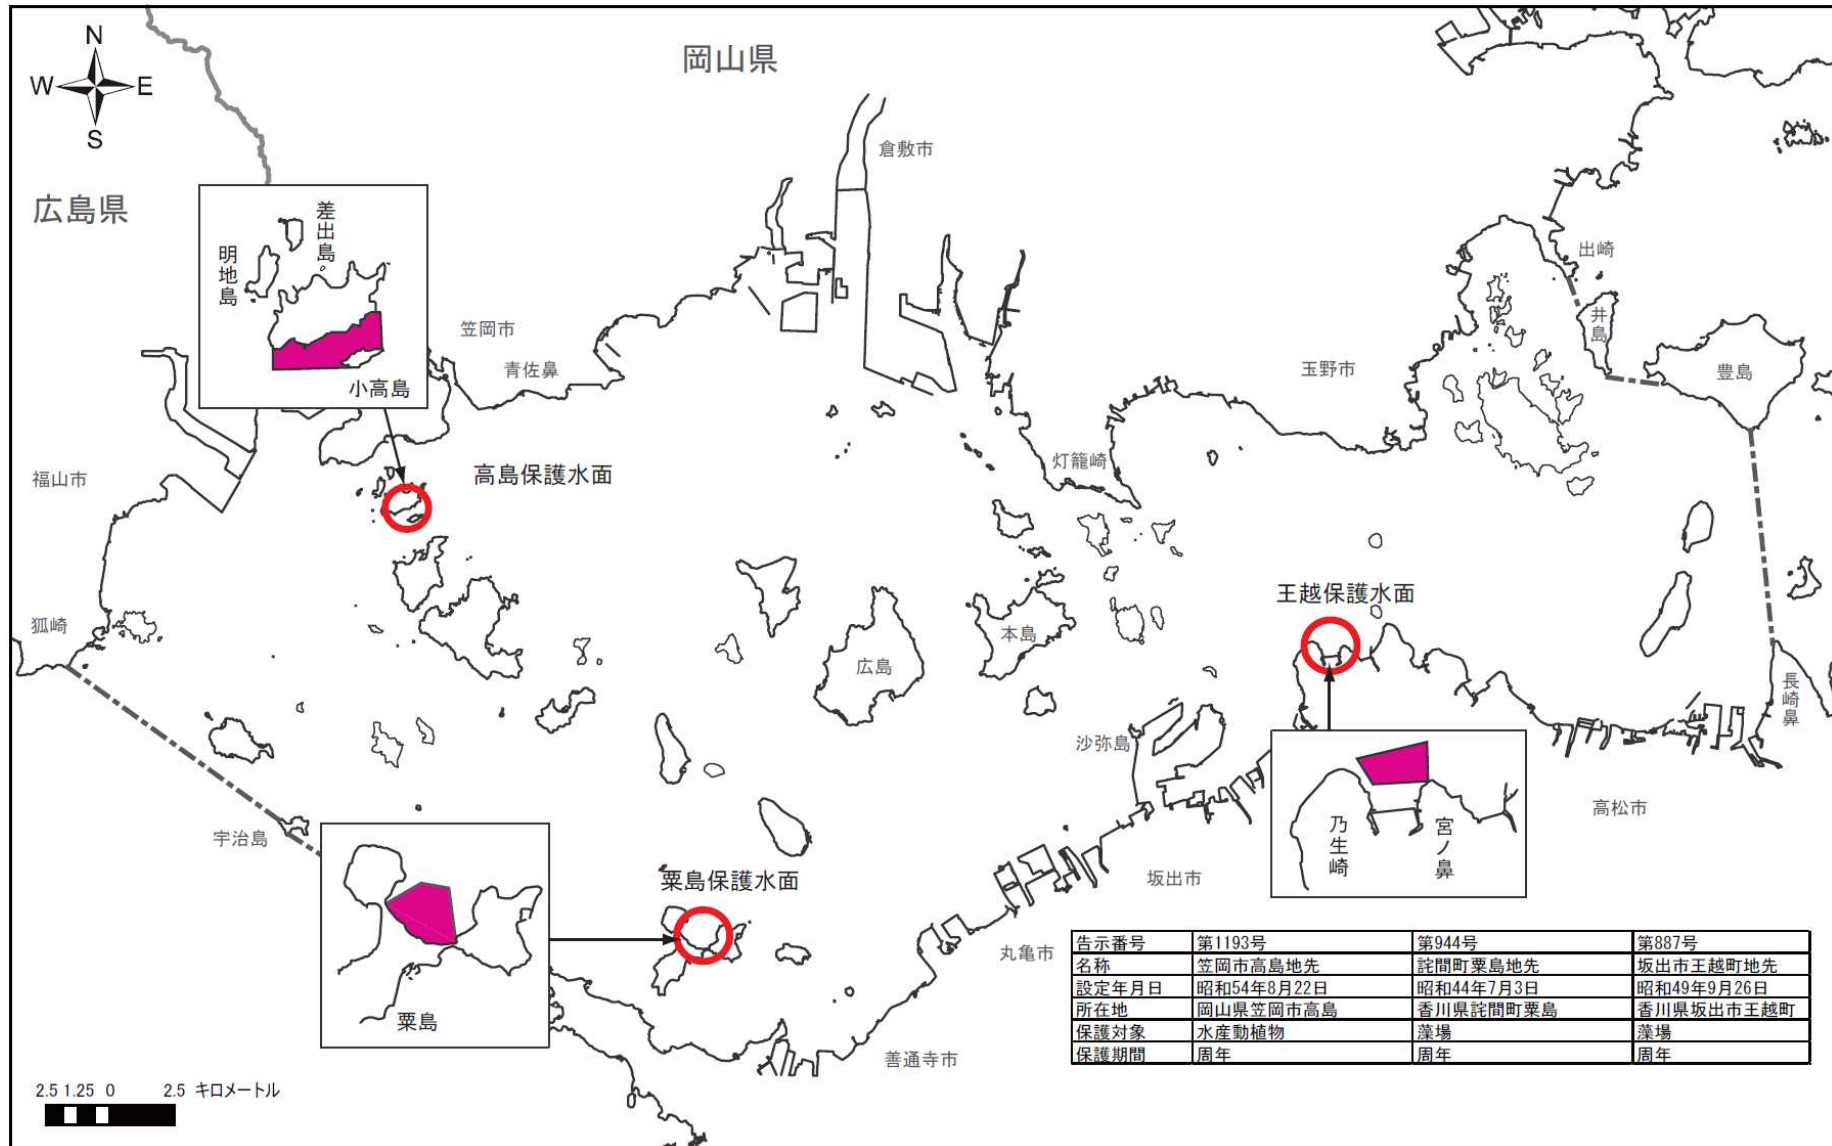 N
W E
S
岡山県
広島県
倉敷市
差出島
明地島
小高島
笠岡市
青佐鼻
出崎
井島
豊島
玉野市
福山市
高島保護水面
灯籠崎
王越保護水面
狐崎
本島
広島
長崎鼻
沙弥島
高松市
乃生崎
宮ノ鼻
宇治島
粟島保護水面
坂出市
丸亀市
粟島
善通寺市
告示番号 第1193号 第944号 第887号
名称 笠岡市高島地先 詫間町粟島地先 坂出市王越町地先
設定年月日 昭和54年8月22日 昭和44年7月3日 昭和49年9月26日
所在地 岡山県笠岡市高島 香川県詫間町粟島 香川県坂出市王越町
保護対象 水産動植物 藻場 藻場
保護期間 周年 周年 周年
2.5 1.25 0 2.5 キロメートル